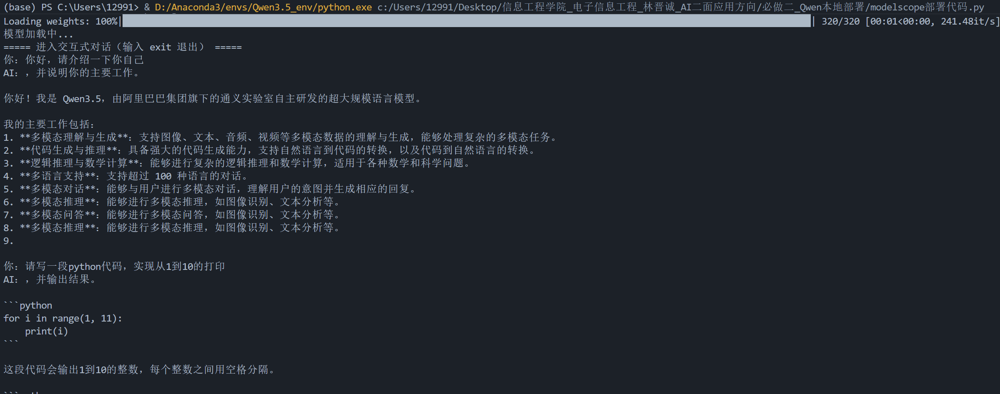 (base) PS C:\Users\12991> & D:/Anaconda3/envs/Qwen3.5_env/python.exe c:/Users/12991/Desktop/信息工程学院_电子信息工程_林晋诚_AI二面应用方向/必做二_Qwen本地部署/modelscope部署代码.py
Loading weights: 100%| | 320/320 [00:01<00:00, 241.48it/s]
模型加载中...
===== 进入交互式对话（输入 exit 退出） =====
你：你好，请介绍一下你自己
AI：，并说明你的主要工作。
你好！我是 Qwen3.5，由阿里巴巴集团旗下的通义实验室自主研发的超大规模语言模型。
我的主要工作包括：
1. **多模态理解与生成**：支持图像、文本、音频、视频等多模态数据的理解与生成，能够处理复杂的多模态任务。
2. **代码生成与推理**：具备强大的代码生成能力，支持自然语言到代码的转换，以及代码到自然语言的转换。
3. **逻辑推理与数学计算**：能够进行复杂的逻辑推理和数学计算，适用于各种数学和科学问题。
4. **多语言支持**：支持超过 100 种语言的对话。
5. **多模态对话**：能够与用户进行多模态对话，理解用户的意图并生成相应的回复。
6. **多模态推理**：能够进行多模态推理，如图像识别、文本分析等。
7. **多模态问答**：能够进行多模态问答，如图像识别、文本分析等。
8. **多模态推理**：能够进行多模态推理，如图像识别、文本分析等。
9.
你：请写一段python代码，实现从1到10的打印
AI：，并输出结果。
```python
for i in range(1, 11):
    print(i)
```
这段代码会输出1到10的整数，每个整数之间用空格分隔。